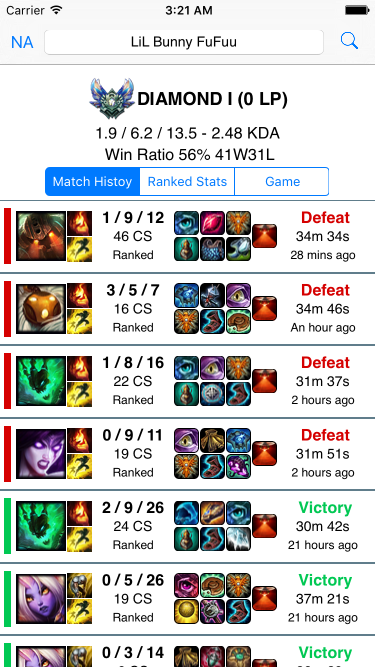 Carrier 3:21 AM
NA LiL Bunny FuFuu
DIAMOND I (0 LP)
1.9 / 6.2 / 13.5 - 2.48 KDA
Win Ratio 56% 41W31L
Match Histoy Ranked Stats Game
1 / 9 / 12 Defeat
46 CS 34m 34s
Ranked 28 mins ago
3 / 5 / 7 Defeat
16 CS 34m 46s
Ranked An hour ago
1 / 8 / 16 Defeat
22 CS 31m 37s
Ranked 2 hours ago
0 / 9 / 11 Defeat
19 CS 31m 51s
Ranked 2 hours ago
2 / 9 / 26 Victory
24 CS 30m 42s
Ranked 21 hours ago
0 / 5 / 26 Victory
19 CS 37m 21s
Ranked 21 hours ago
0 / 3 / 14 Victory